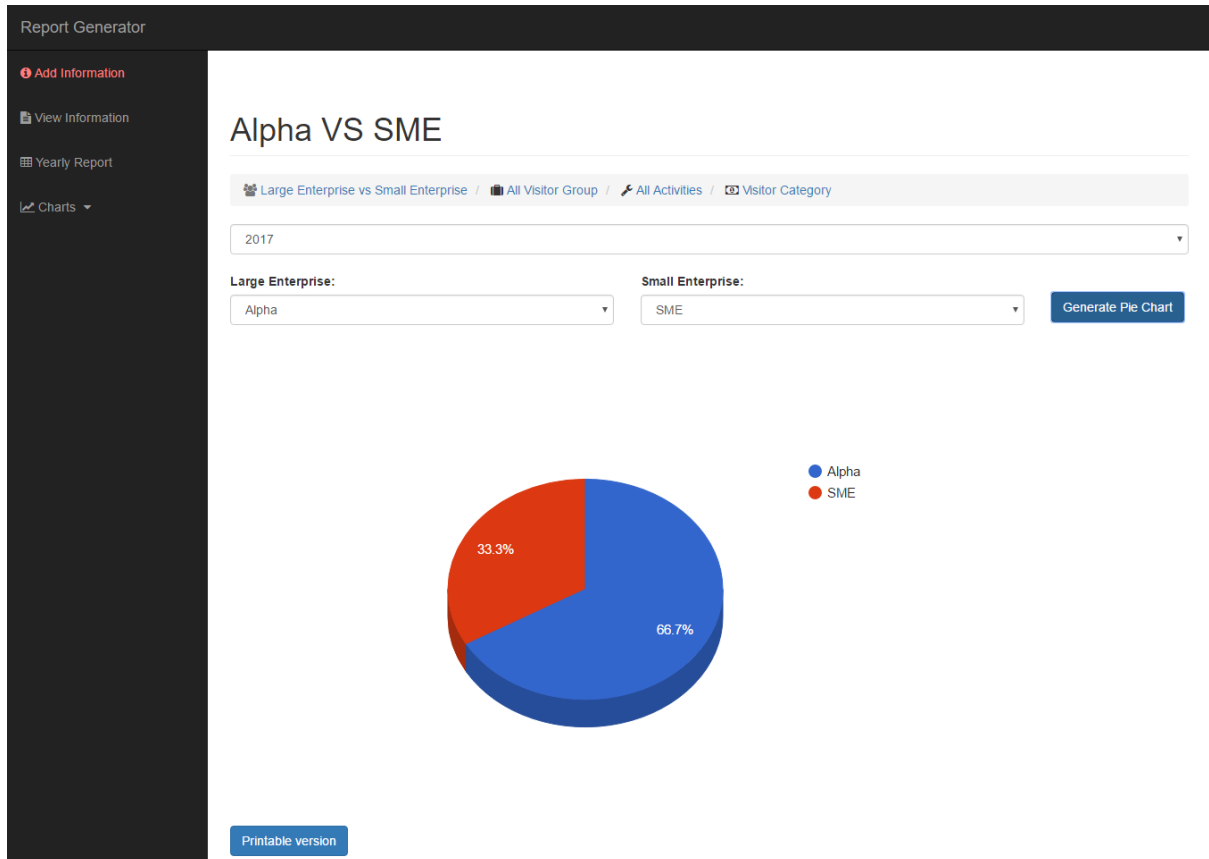 Report Generator
Add Information
View Information
Yearly Report
Charts
Alpha VS SME
Large Enterprise vs Small Enterprise / All Visitor Group / All Activities / Visitor Category
2017
Large Enterprise: Small Enterprise:
Alpha SME Generate Pie Chart
Alpha
SME
33.3%
66.7%
Printable version